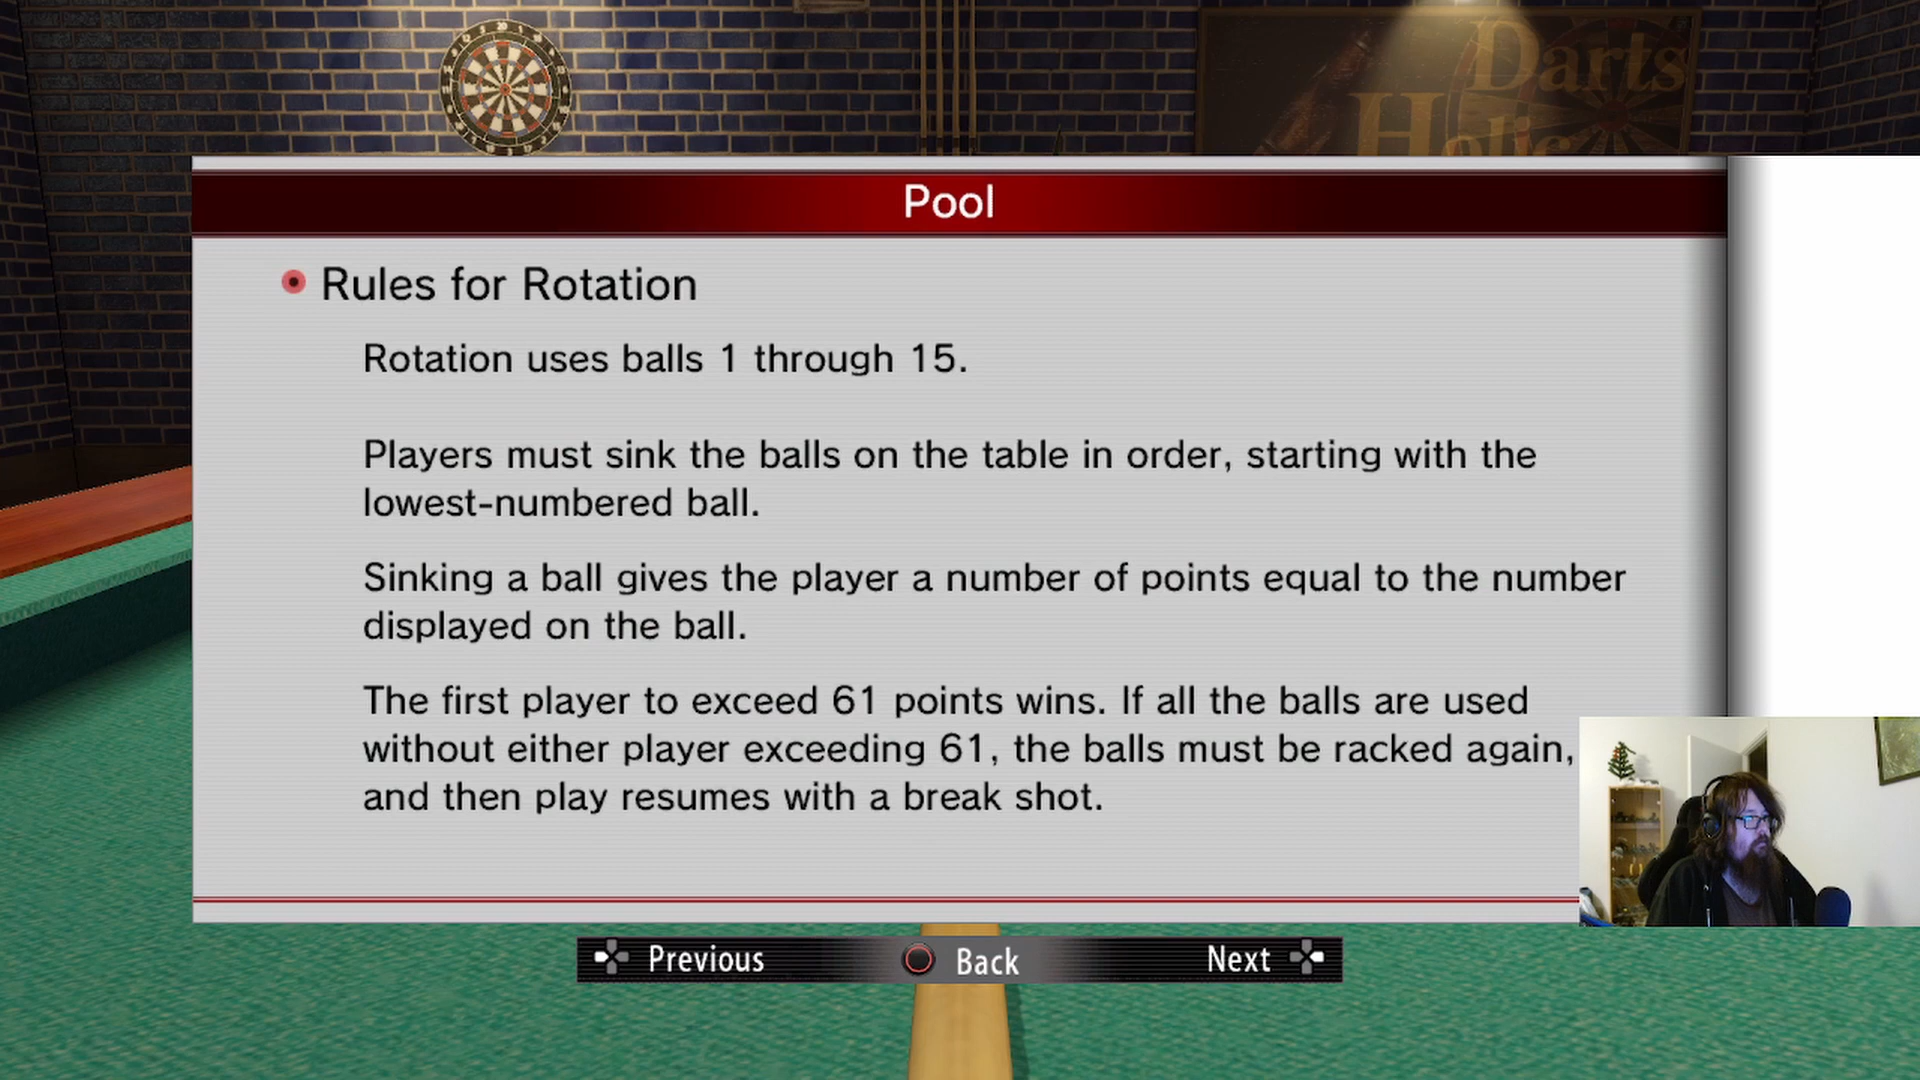 Darts
Holic
Pool
Rules for Rotation
Rotation uses balls 1 through 15.
Players must sink the balls on the table in order, starting with the
lowest-numbered ball.
Sinking a ball gives the player a number of points equal to the number
displayed on the ball.
The first player to exceed 61 points wins. If all the balls are used
without either player exceeding 61, the balls must be racked again,
and then play resumes with a break shot.
Previous Back Next